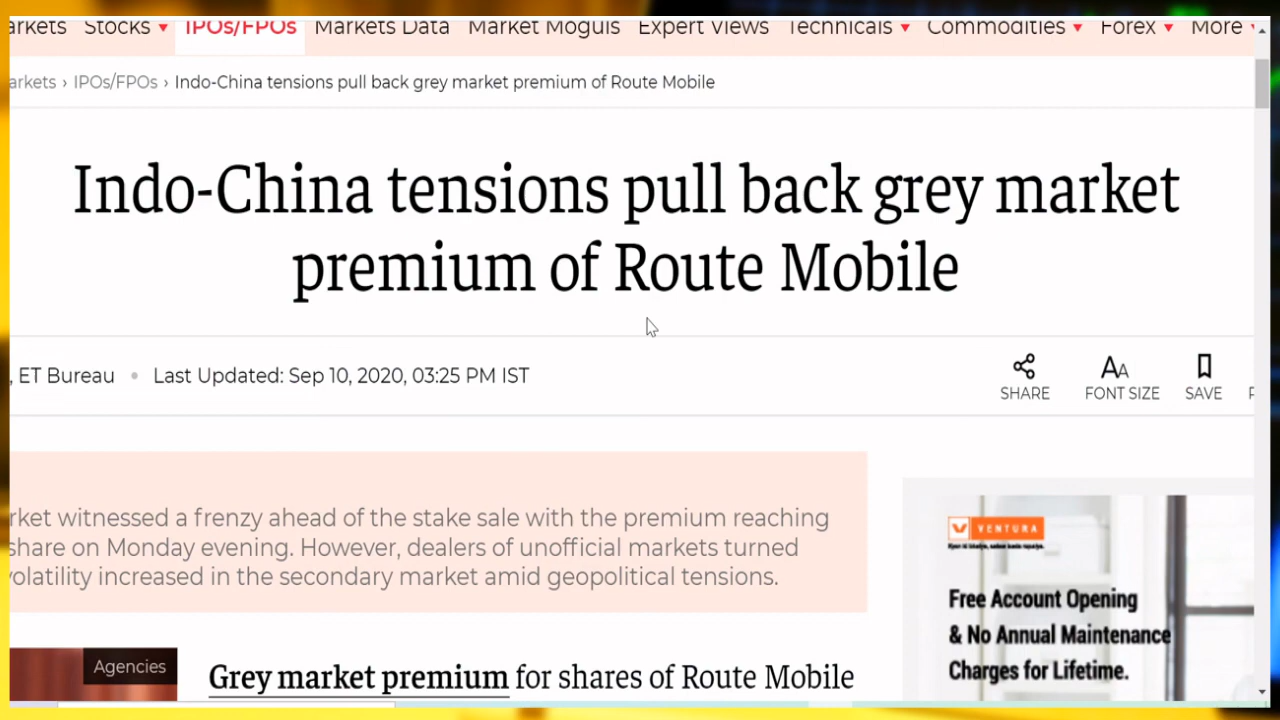 arkets Stocks IPOs/FPOs Markets Data Market Moguls Expert Views Technicals Commodities Forex More
arkets › IPOs/FPOs › Indo-China tensions pull back grey market premium of Route Mobile
Indo-China tensions pull back grey market
premium of Route Mobile
, ET Bureau • Last Updated: Sep 10, 2020, 03:25 PM IST
SHARE FONT SIZE SAVE
rket witnessed a frenzy ahead of the stake sale with the premium reaching
share on Monday evening. However, dealers of unofficial markets turned
volatility increased in the secondary market amid geopolitical tensions.
VENTURA
Free Account Opening
& No Annual Maintenance
Charges for Lifetime.
Agencies
Grey market premium for shares of Route Mobile